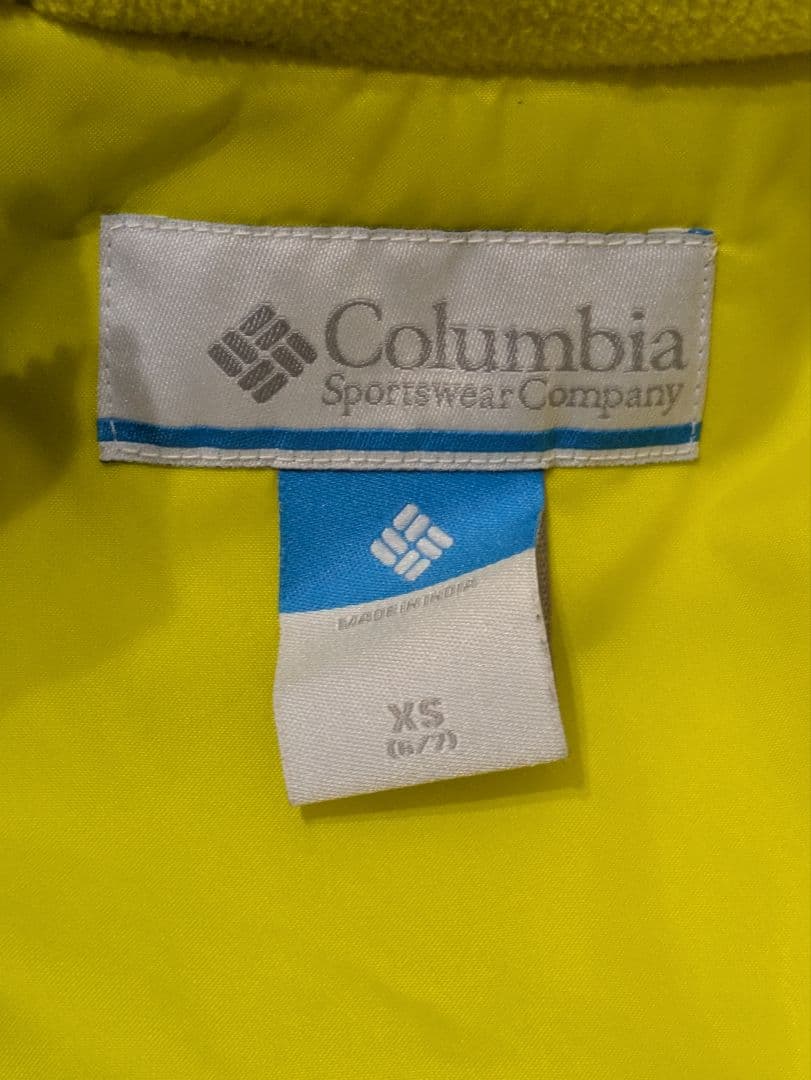 Columbia
Sportswear Company
MADE IN INDIA
XS
(6/7)